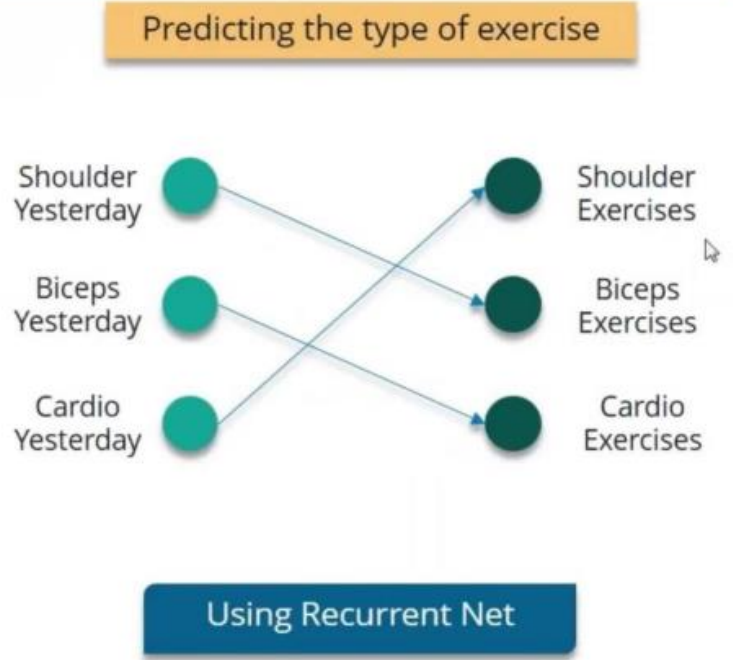 Predicting the type of exercise
Shoulder
Yesterday
Shoulder
Exercises
Biceps
Yesterday
Biceps
Exercises
Cardio
Yesterday
Cardio
Exercises
Using Recurrent Net